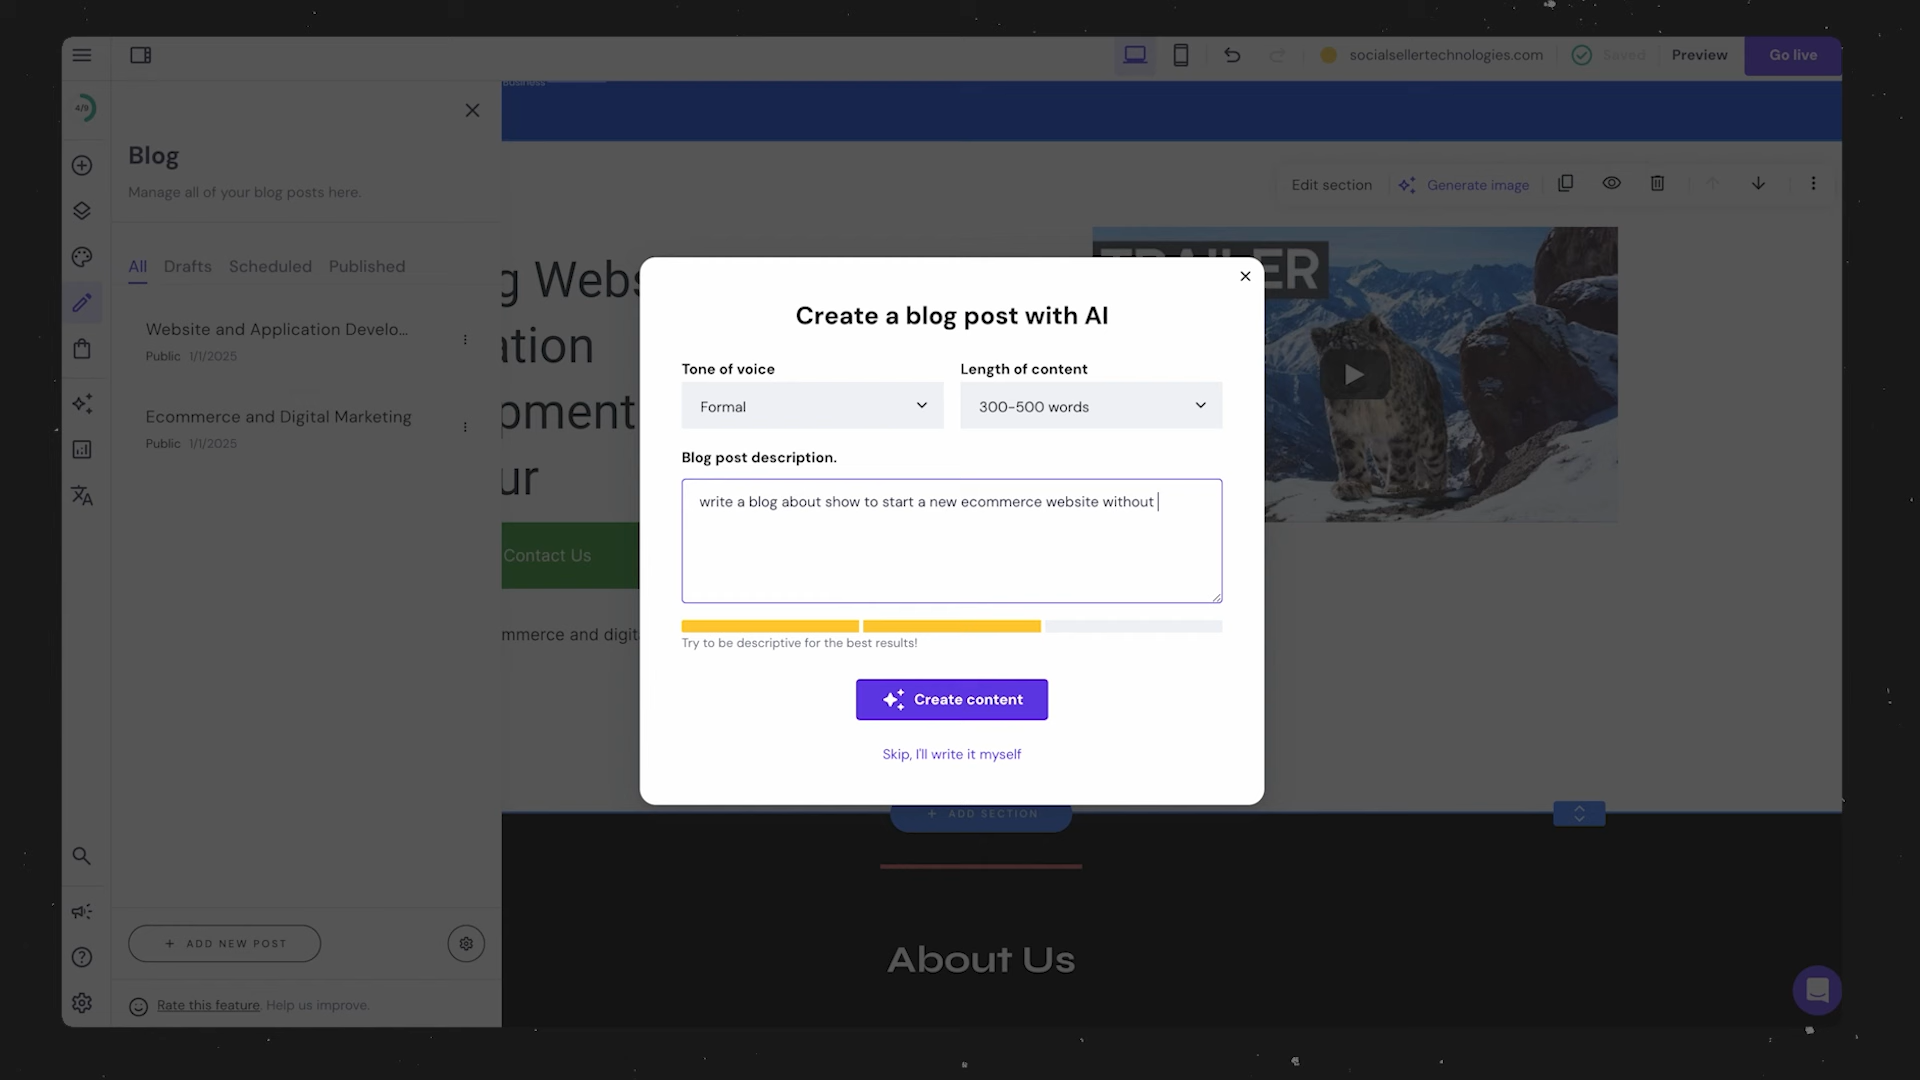 socialsellertechnologies.com
Saved
Preview
Go live
4/9
Blog
Manage all of your blog posts here.
All Drafts Scheduled Published
Website and Application Develo...
Public 1/1/2025
Ecommerce and Digital Marketing
Public 1/1/2025
+ ADD NEW POST
Rate this feature. Help us improve.
Edit section
Generate image
g Webs
ation
pment
ur
Contact Us
mmerce and digit
Create a blog post with AI
Tone of voice
Length of content
Formal
300-500 words
Blog post description.
write a blog about show to start a new ecommerce website without
Try to be descriptive for the best results!
Create content
Skip, I'll write it myself
+ ADD SECTION
About Us